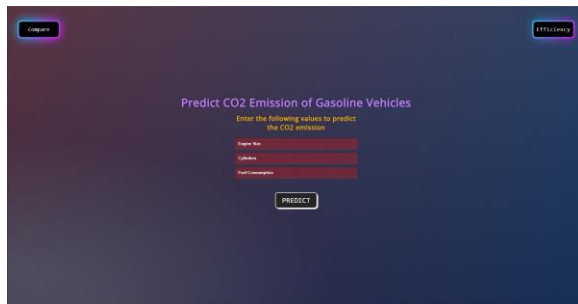 Compare
Efficiency
Predict CO2 Emission of Gasoline Vehicles
Enter the following values to predict
the CO2 emission
Engine Size
Cylinders
Fuel Consumption
PREDICT